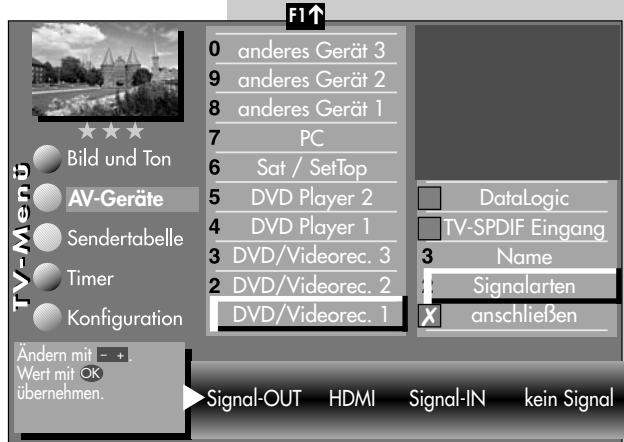 F1↑
0 anderes Gerät 3
9 anderes Gerät 2
8 anderes Gerät 1
7 PC
6 Sat / SetTop
5 DVD Player 2
4 DVD Player 1
3 DVD/Videorec. 3
2 DVD/Videorec. 2
DVD/Videorec. 1
TV-Menü
Bild und Ton
AV-Geräte
Sendertabelle
Timer
Konfiguration
DataLogic
TV-SPDIF Eingang
3 Name
2 Signalarten
X anschließen
Ändern mit - + .
Wert mit OK
übernehmen.
Signal-OUT HDMI Signal-IN kein Signal